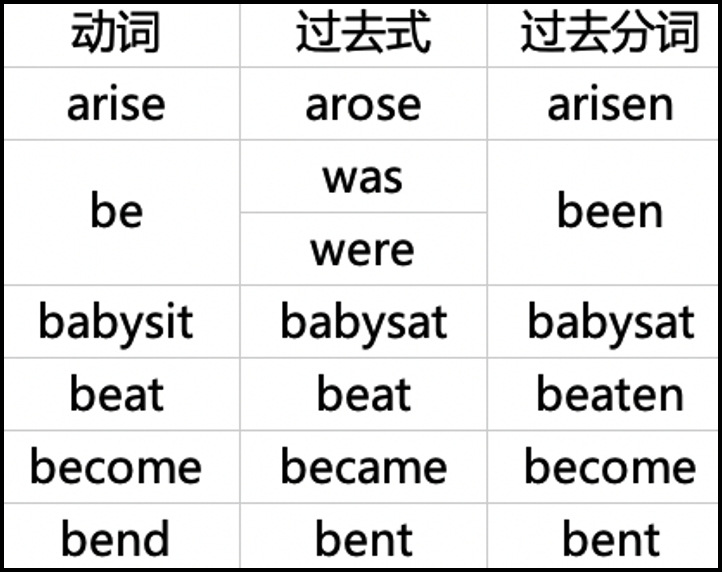 动词 过去式 过去分词
arise arose arisen
be was been
were
babysit babysat babysat
beat beat beaten
become became become
bend bent bent